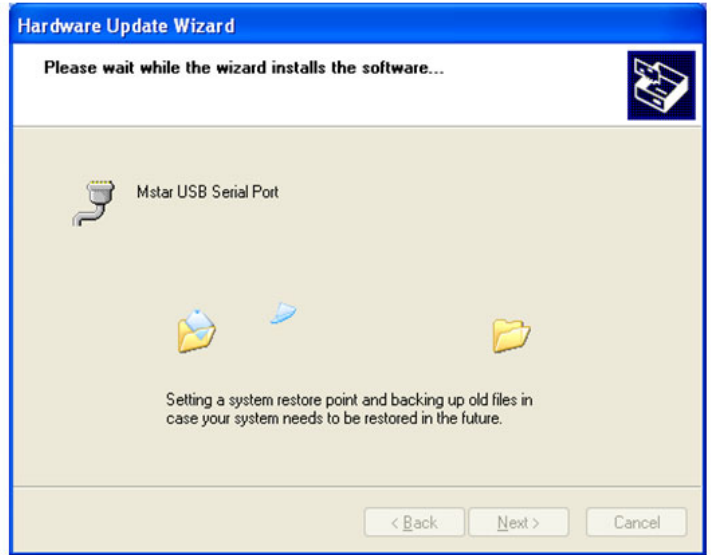 Hardware Update Wizard
Please wait while the wizard installs the software...
Mstar USB Serial Port
Setting a system restore point and backing up old files in
case your system needs to be restored in the future.
< Back
Next >
Cancel